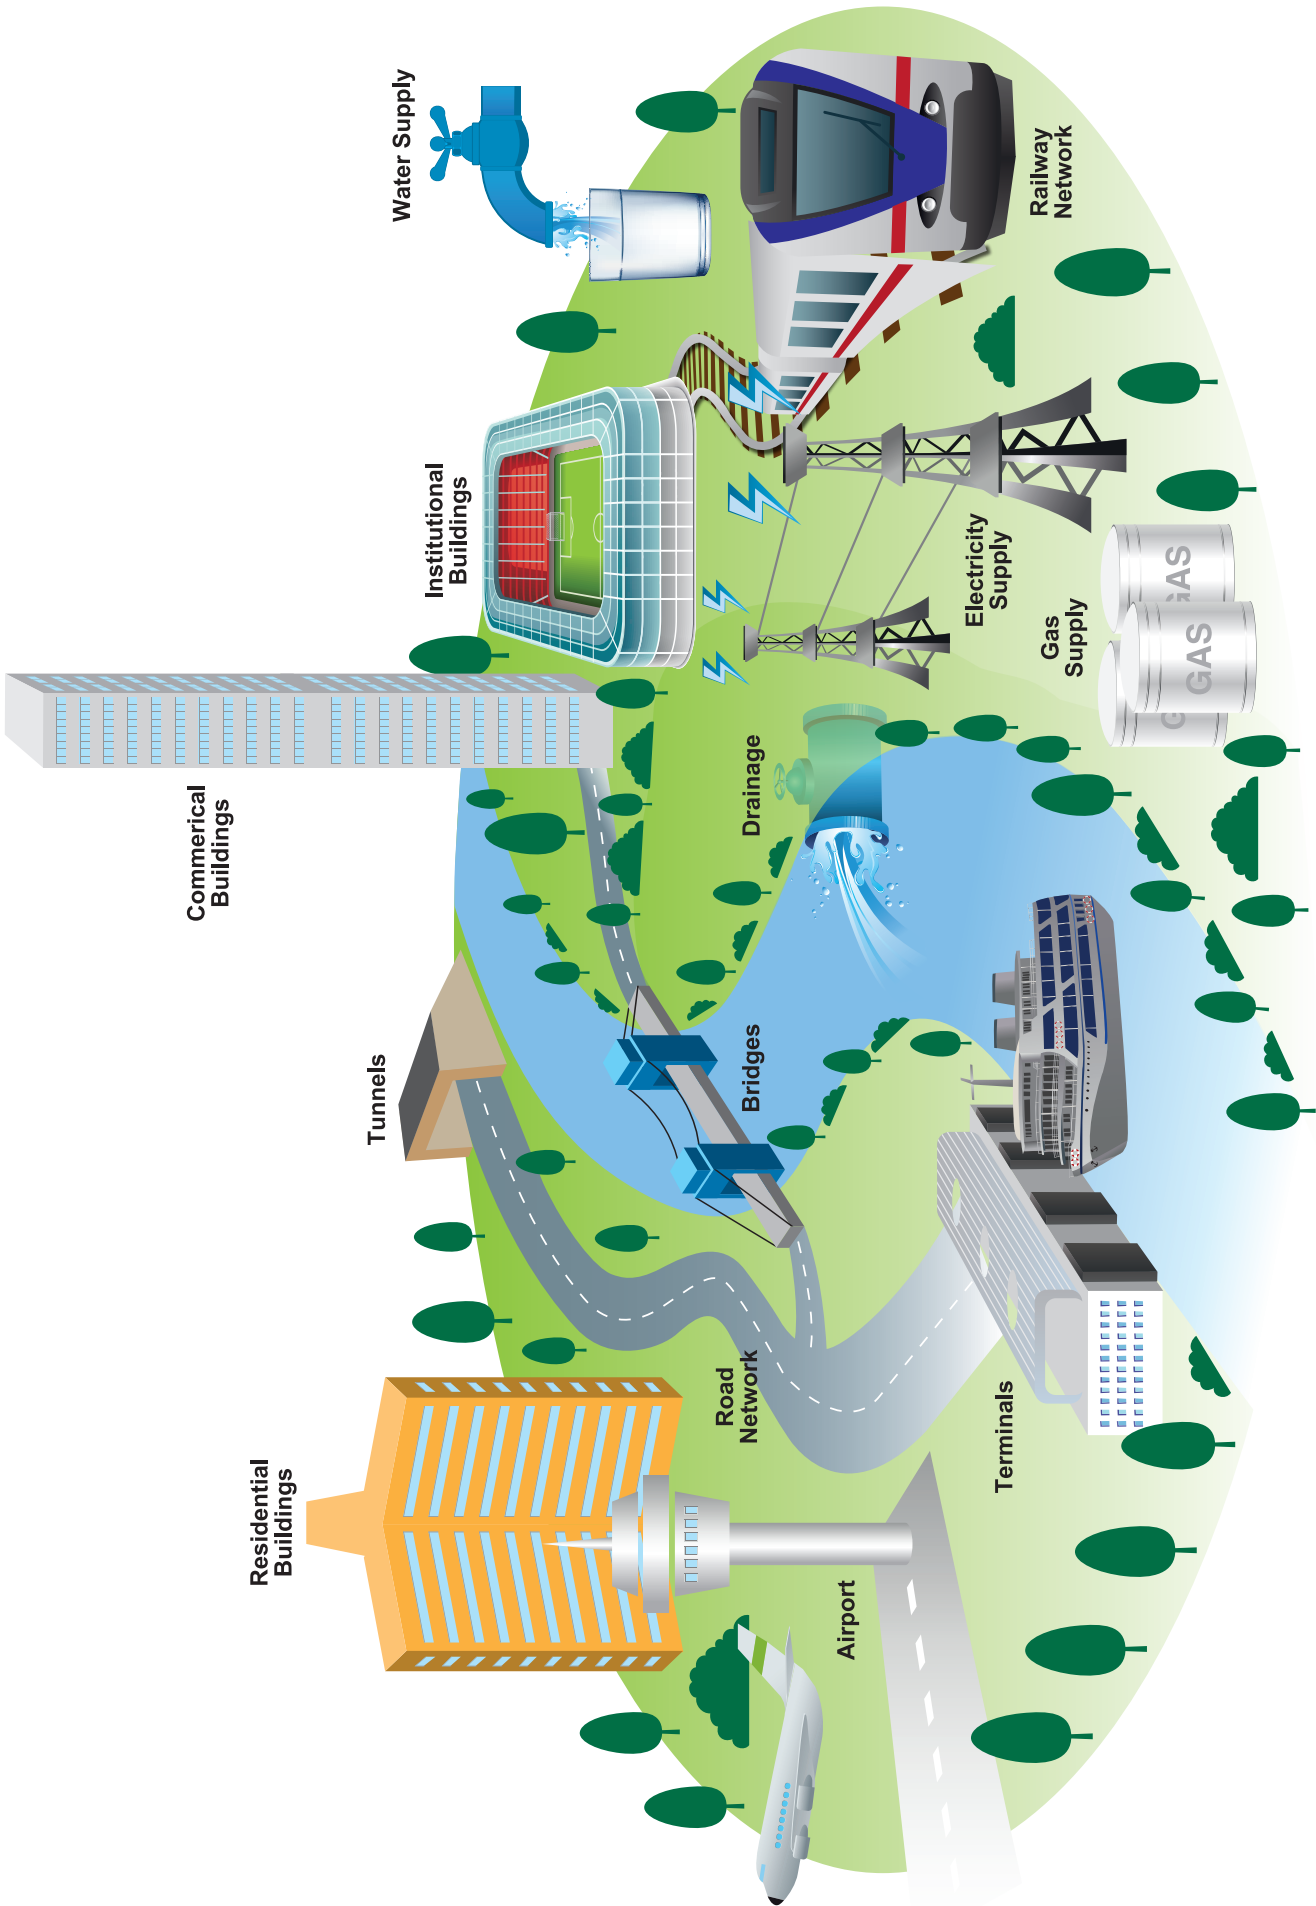 Commerical
Buildings
Residential
Buildings
Tunnels
Institutional
Buildings
Water Supply
Road
Network
Bridges
Drainage
Airport
Terminals
Electricity
Supply
Gas
Supply
Railway
Network
GAS
GAS
G